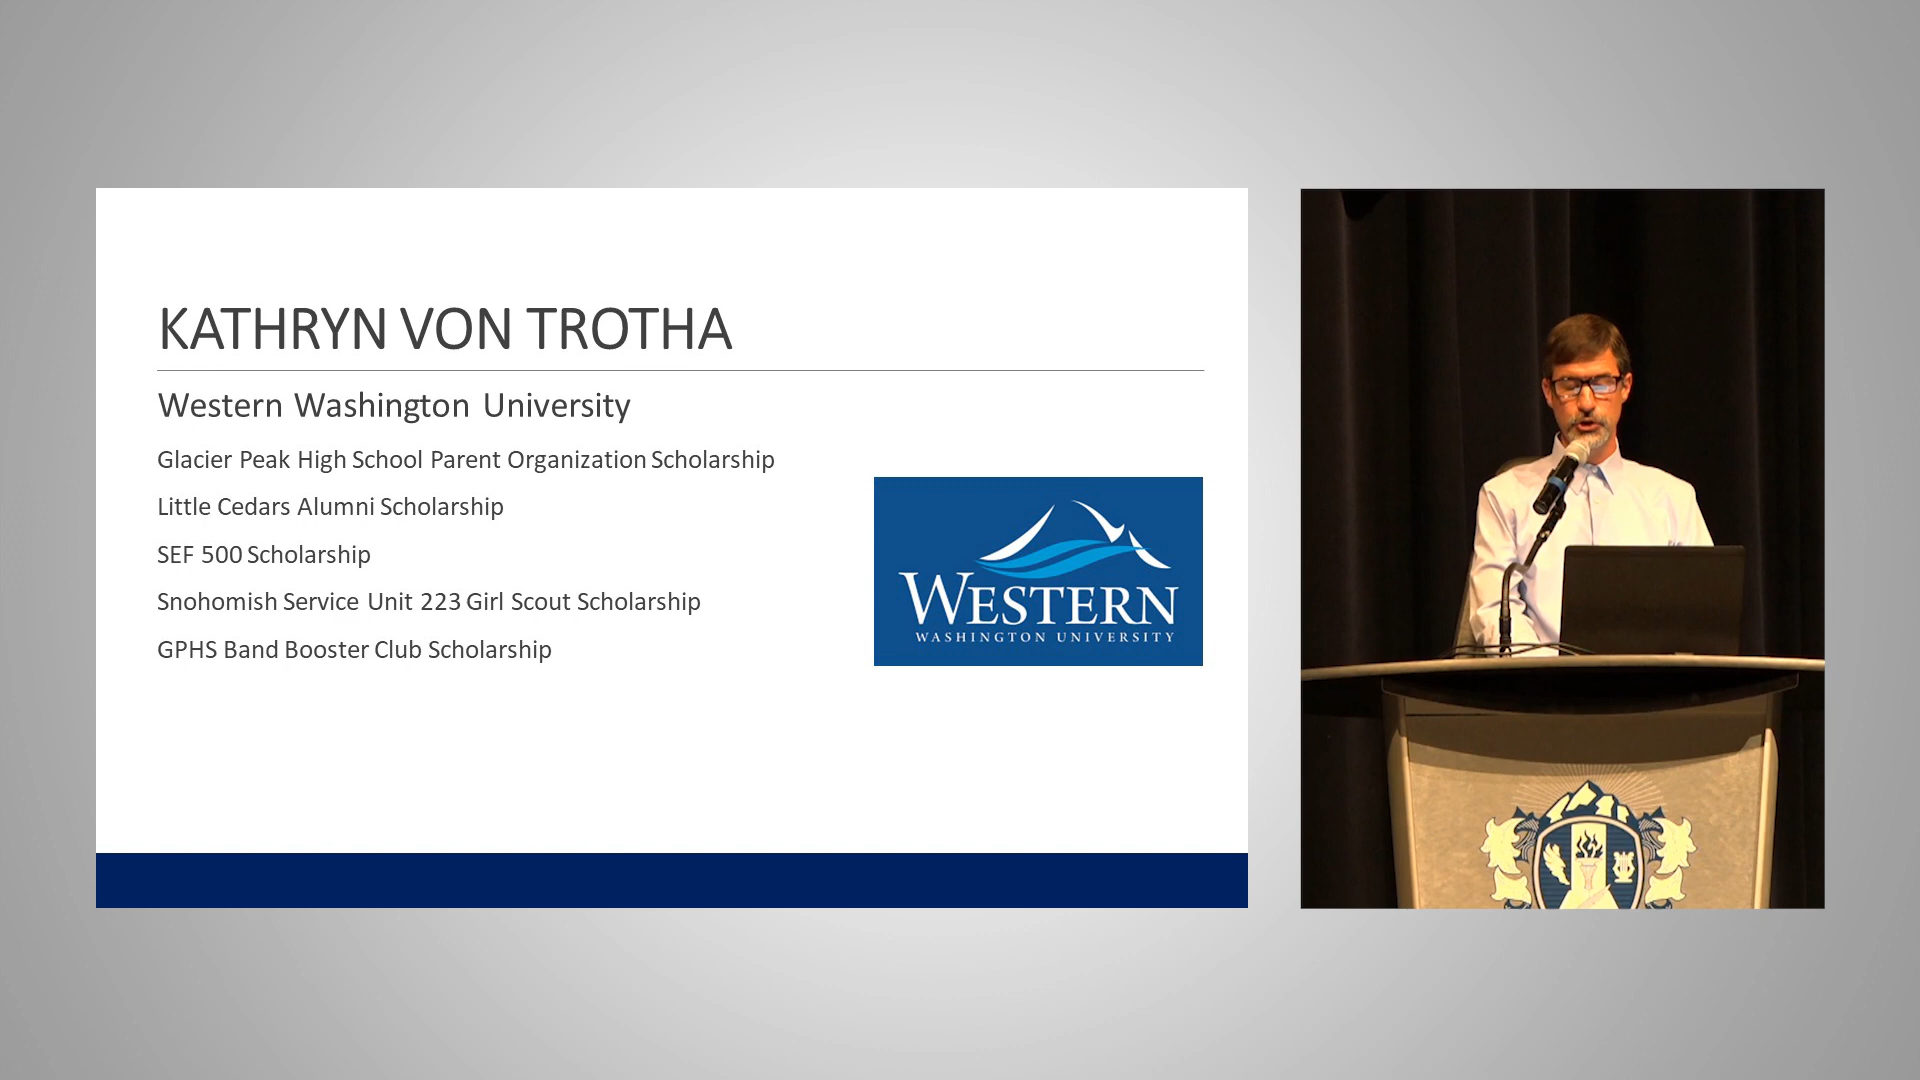 KATHRYN VON TROTHA
Western Washington University
Glacier Peak High School Parent Organization Scholarship
Little Cedars Alumni Scholarship
SEF 500 Scholarship
Snohomish Service Unit 223 Girl Scout Scholarship
GPHS Band Booster Club Scholarship
WESTERN
WASHINGTON UNIVERSITY